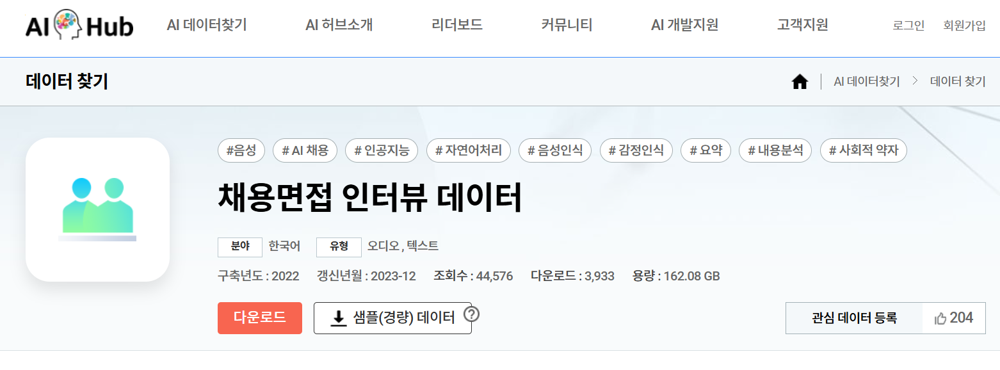 AI Hub AI 데이터찾기 AI 허브소개 리더보드 커뮤니티 AI 개발지원 고객지원 로그인 회원가입
데이터 찾기 AI 데이터찾기 > 데이터 찾기
#음성 # AI 채용 # 인공지능 # 자연어처리 # 음성인식 # 감정인식 # 요약 # 내용분석 # 사회적 약자
채용면접 인터뷰 데이터
분야 한국어 유형 오디오 , 텍스트
구축년도 : 2022 갱신년월 : 2023-12 조회수 : 44,576 다운로드 : 3,933 용량 : 162.08 GB
다운로드 샘플(경량) 데이터 ? 관심 데이터 등록 204